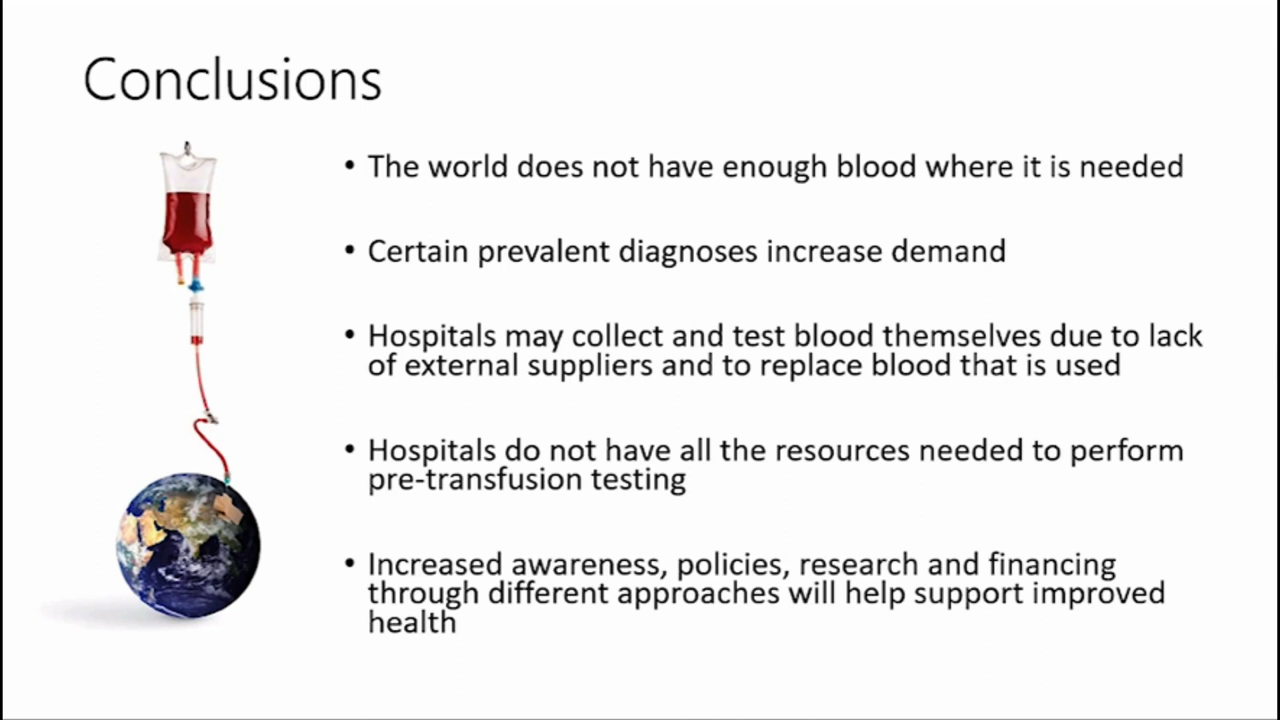 Conclusions
• The world does not have enough blood where it is needed
• Certain prevalent diagnoses increase demand
• Hospitals may collect and test blood themselves due to lack
of external suppliers and to replace blood that is used
• Hospitals do not have all the resources needed to perform
pre-transfusion testing
• Increased awareness, policies, research and financing
through different approaches will help support improved
health